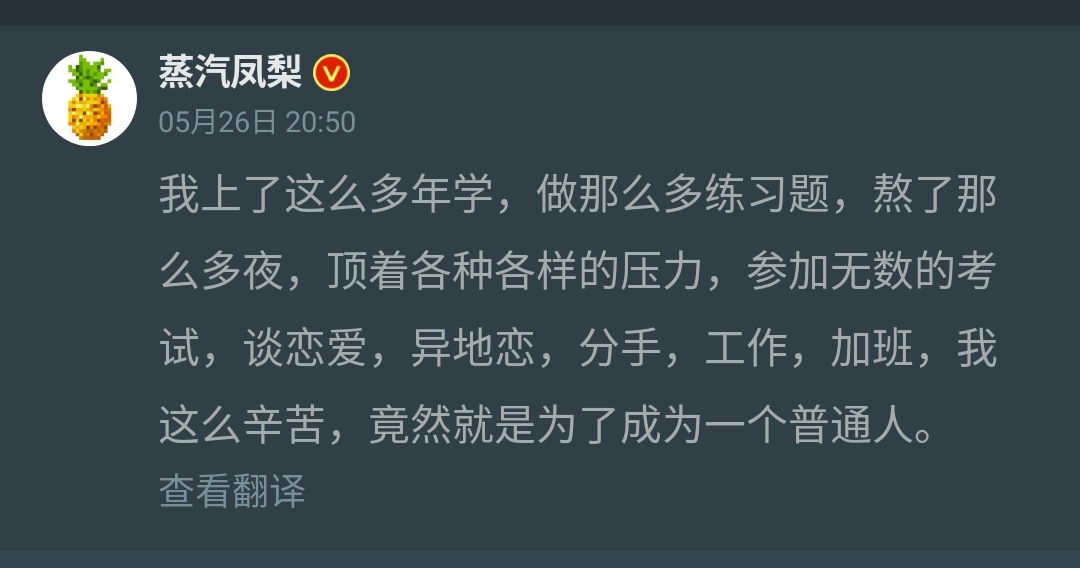 蒸汽凤梨
05月26日 20:50
我上了这么多年学，做那么多练习题，熬了那
么多夜，顶着各种各样的压力，参加无数的考
试，谈恋爱，异地恋，分手，工作，加班，我
这么辛苦，竟然就是为了成为一个普通人。
查看翻译